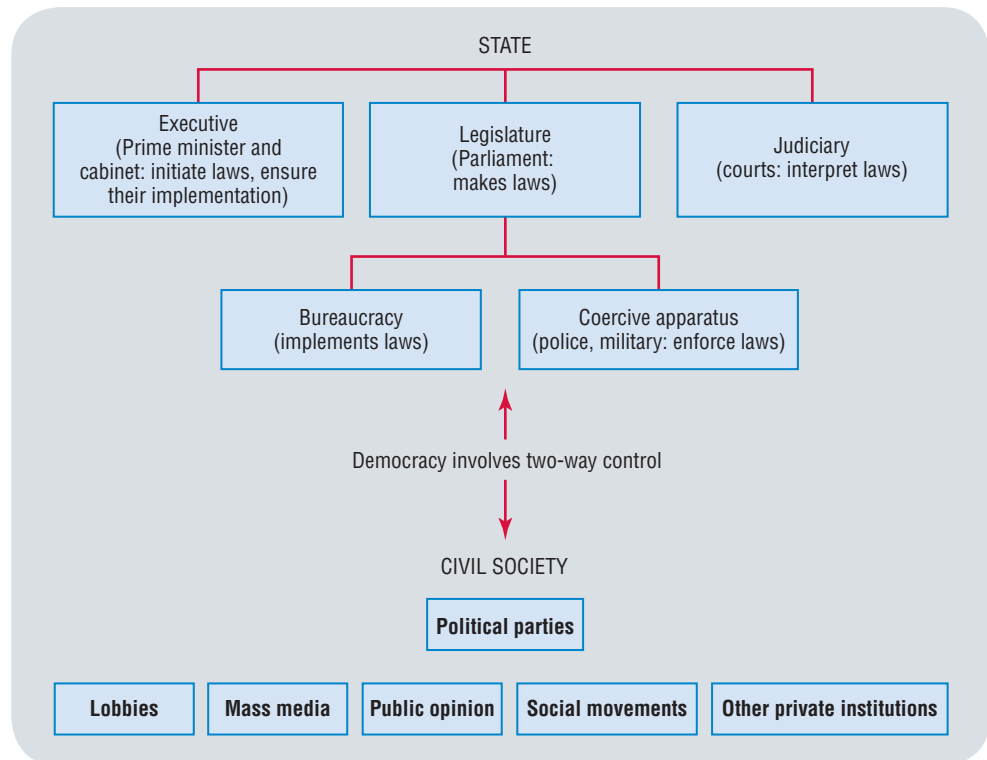 STATE
Executive
(Prime minister and
cabinet: initiate laws, ensure
their implementation)
Legislature
(Parliament:
makes laws)
Judiciary
(courts: interpret laws)
Bureaucracy
(implements laws)
Coercive apparatus
(police, military: enforce laws)
Democracy involves two-way control
CIVIL SOCIETY
Political parties
Lobbies
Mass media
Public opinion
Social movements
Other private institutions